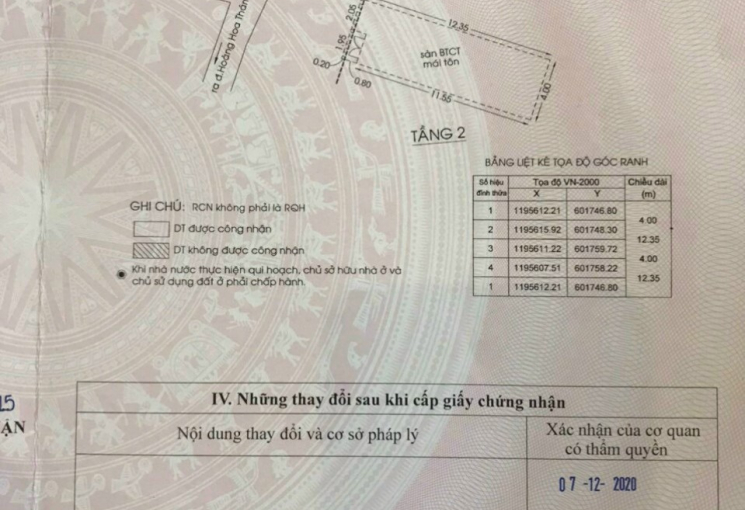 ra đ.Hoàng Hoa Thám
2.05
1.95
0.20
0.80
12.35
sàn BTCT
mái tôn
11.55
4.00
TẦNG 2
BẢNG LIỆT KÊ TỌA ĐỘ GÓC RANH
Số hiệu đỉnh thửa Tọa độ VN-2000 Chiều dài (m)
X Y
1 1195612.21 601746.80
4.00
2 1195615.92 601748.30
12.35
3 1195611.22 601759.72
4.00
4 1195607.51 601758.22
12.35
1 1195612.21 601746.80
GHI CHÚ: RCN không phải là RQH
DT được công nhận
DT không được công nhận
Khi nhà nước thực hiện qui hoạch, chủ sở hữu nhà ở và
chủ sử dụng đất ở phải chấp hành.
15
ẬN
IV. Những thay đổi sau khi cấp giấy chứng nhận
Nội dung thay đổi và cơ sở pháp lý
Xác nhận của cơ quan
có thẩm quyền
07 -12- 2020